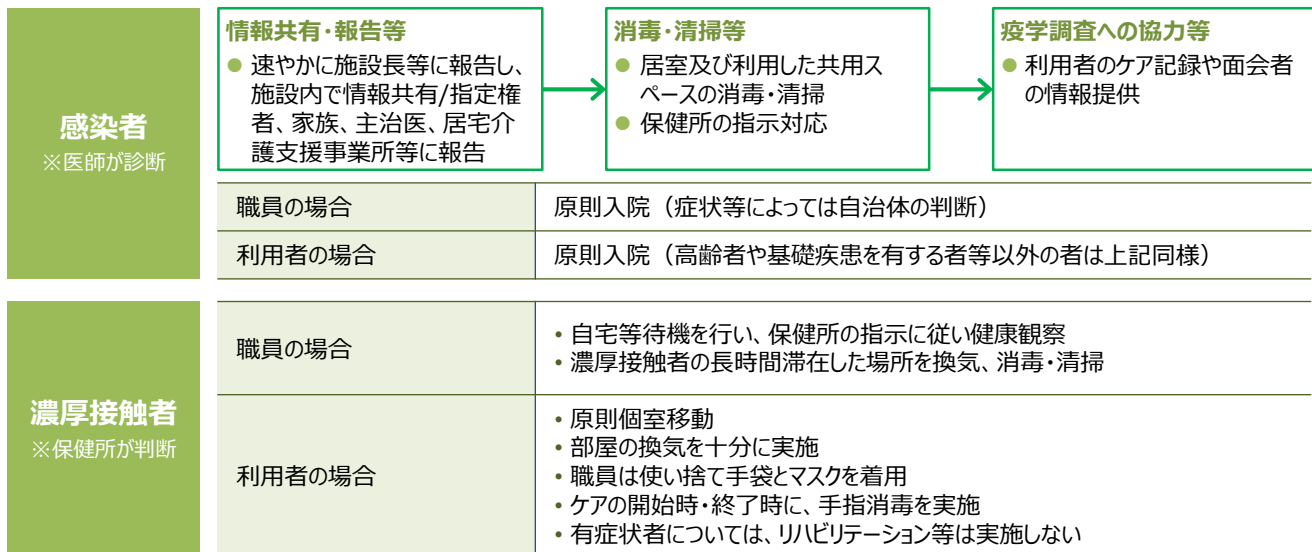 感染者
※医師が診断
情報共有・報告等
● 速やかに施設長等に報告し、
施設内で情報共有/指定権
者、家族、主治医、居宅介
護支援事業所等に報告
消毒・清掃等
● 居室及び利用した共用ス
ペースの消毒・清掃
● 保健所の指示対応
疫学調査への協力等
● 利用者のケア記録や面会者
の情報提供
職員の場合
原則入院（症状等によっては自治体の判断）
利用者の場合
原則入院（高齢者や基礎疾患を有する者等以外の者は上記同様）
濃厚接触者
※保健所が判断
職員の場合
• 自宅等待機を行い、保健所の指示に従い健康観察
• 濃厚接触者の長時間滞在した場所を換気、消毒・清掃
利用者の場合
• 原則個室移動
• 部屋の換気を十分に実施
• 職員は使い捨て手袋とマスクを着用
• ケアの開始時・終了時に、手指消毒を実施
• 有症状者については、リハビリテーション等は実施しない